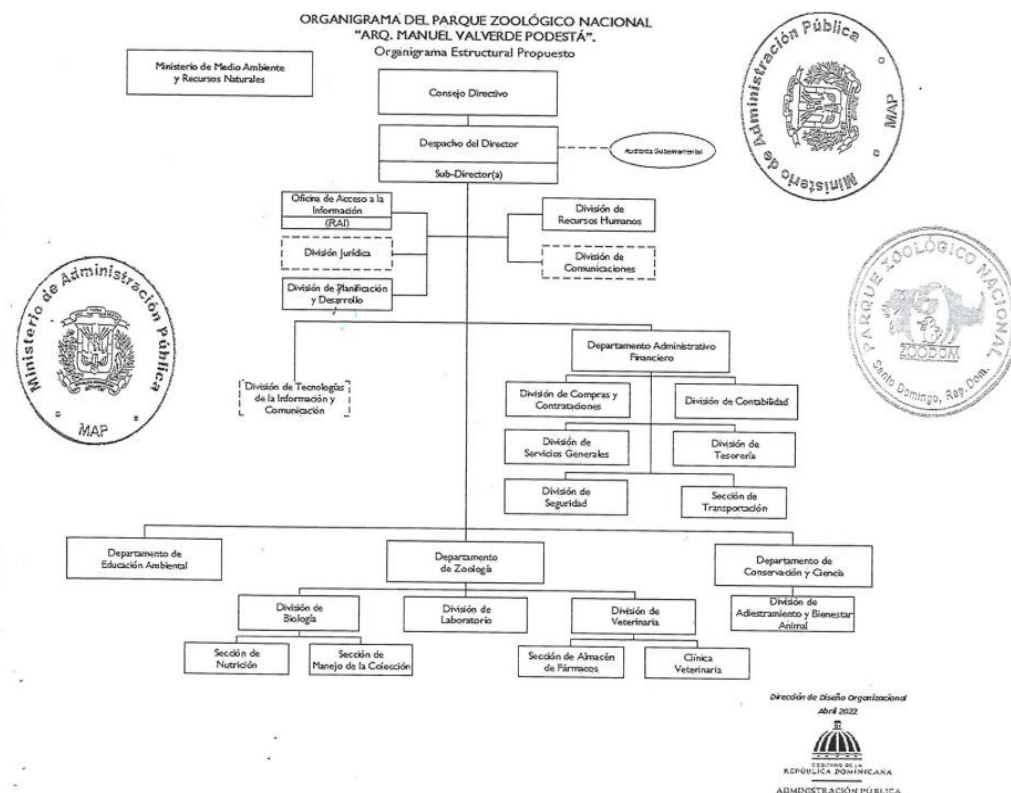 ORGANIGRAMA DEL PARQUE ZOOLÓGICO NACIONAL
"ARQ. MANUEL VALVERDE PODESTÁ".
Organigrama Estructural Propuesto
Ministerio de Medio Ambiente
y Recursos Naturales
Consejo Directivo
Despacho del Director
Sub-Director(a)
Auditoría Gubernamental
Ministerio de Administración Pública
MAP
Oficina de Acceso a la
Información
(RAI)
División de
Recursos Humanos
División Jurídica
División de
Comunicaciones
División de Planificación
y Desarrollo
PARQUE ZOOLÓGICO NACIONAL
ZOODOM
Santo Domingo, Rep. Dom.
Ministerio de Administración Pública
MAP
Departamento Administrativo
Financiero
División de Tecnologías
de la Información y
Comunicación
División de Compras y
Contrataciones
División de Contabilidad
División de
Servicios Generales
División de
Tesorería
División de
Seguridad
Sección de
Transportación
Departamento de
Educación Ambiental
Departamento
de Zoología
Departamento de
Conservación y Ciencia
División de
Biología
División de
Laboratorio
División de
Veterinaria
División de
Adiestramiento y Bienestar
Animal
Sección de
Nutrición
Sección de
Manejo de la Colección
Sección de Almacén
de Fármacos
Clínica
Veterinaria
Dirección de Diseño Organizacional
Abril 2022
GOBIERNO DE LA
REPÚBLICA DOMINICANA
ADMINISTRACIÓN PÚBLICA